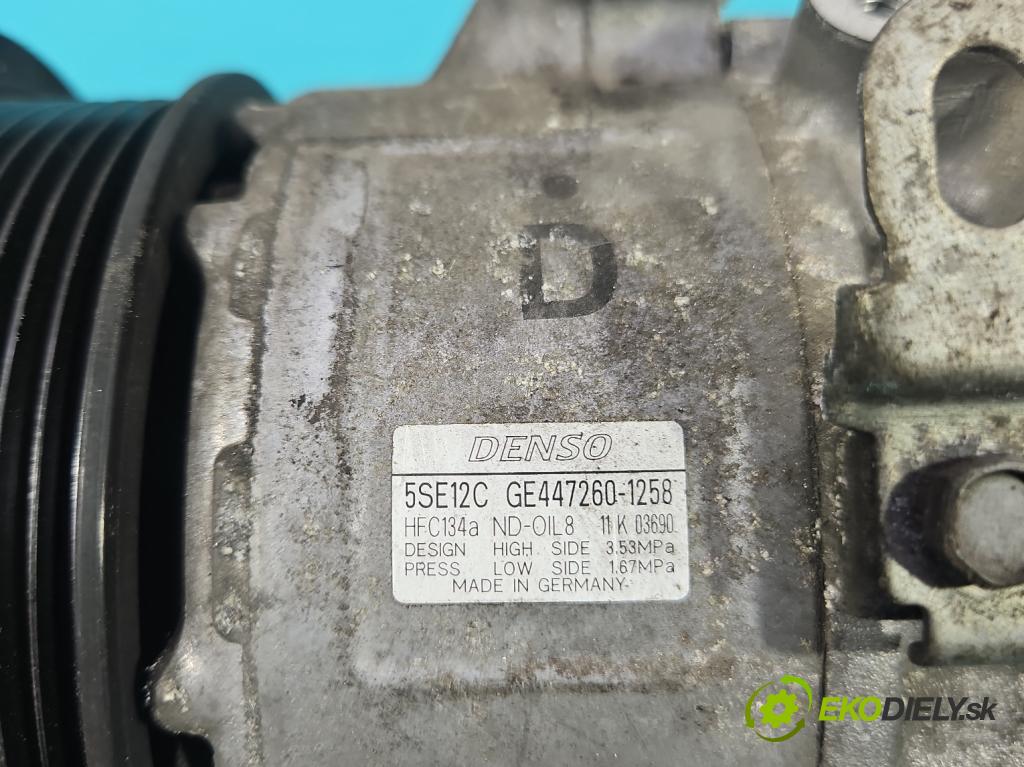 D
DENSO
5SE12C GE447260-1258
HFC134a ND-OIL8 11 K 03690
DESIGN HIGH SIDE 3.53MPa
PRESS LOW SIDE 1.67MPa
MADE IN GERMANY
EKODIELY.sk